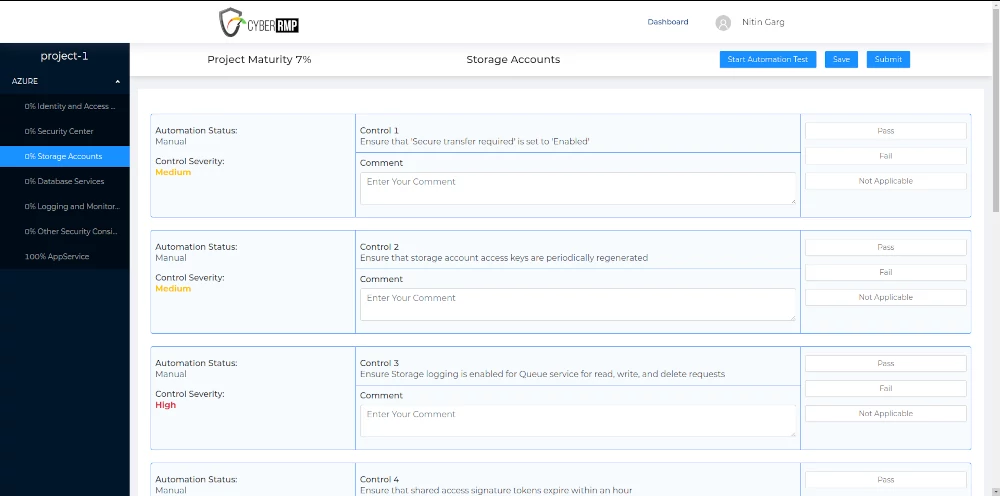 CYBER RMP
Dashboard
Nitin Garg
project-1
Project Maturity 7%
Storage Accounts
Start Automation Test
Save
Submit
AZURE
0% Identity and Access ...
0% Security Center
0% Storage Accounts
0% Database Services
0% Logging and Monitor...
0% Other Security Consi...
100% AppService
Automation Status:
Manual
Control Severity:
Medium
Control 1
Ensure that 'Secure transfer required' is set to 'Enabled'
Comment
Enter Your Comment
Pass
Fail
Not Applicable
Automation Status:
Manual
Control Severity:
Medium
Control 2
Ensure that storage account access keys are periodically regenerated
Comment
Enter Your Comment
Pass
Fail
Not Applicable
Automation Status:
Manual
Control Severity:
High
Control 3
Ensure Storage logging is enabled for Queue service for read, write, and delete requests
Comment
Enter Your Comment
Pass
Fail
Not Applicable
Automation Status:
Manual
Control 4
Ensure that shared access signature tokens expire within an hour
Pass